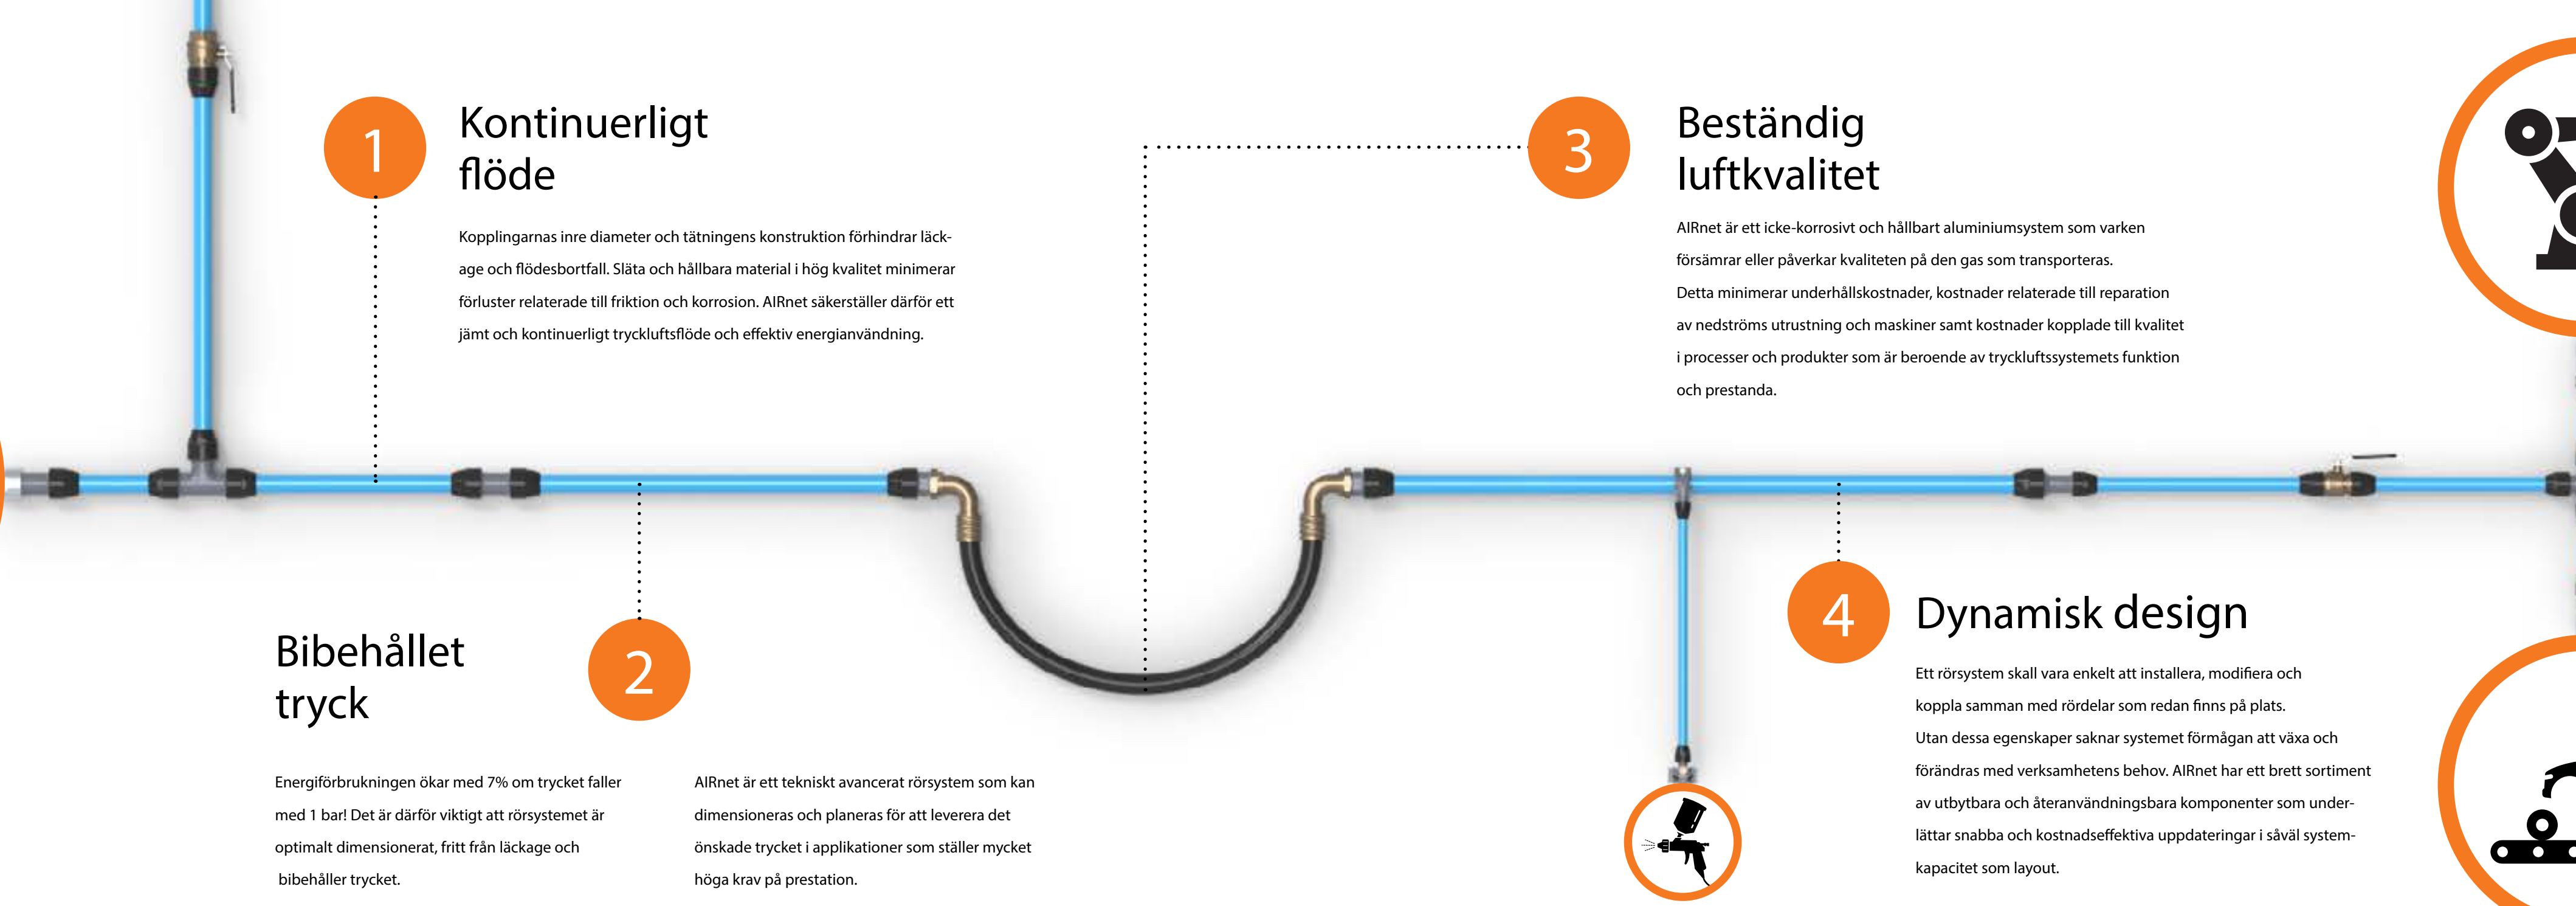 1
Kontinuerligt
flöde
Kopplingarnas inre diameter och tätningens konstruktion förhindrar läck-
age och flödesbortfall. Släta och hållbara material i hög kvalitet minimerar
förluster relaterade till friktion och korrosion. AIRnet säkerställer därför ett
jämt och kontinuerligt tryckluftsflöde och effektiv energianvändning.
Bibehållet
tryck
2
Energiförbrukningen ökar med 7% om trycket faller
med 1 bar! Det är därför viktigt att rörsystemet är
optimalt dimensionerat, fritt från läckage och
bibehåller trycket.
AIRnet är ett tekniskt avancerat rörsystem som kan
dimensioneras och planeras för att leverera det
önskade trycket i applikationer som ställer mycket
höga krav på prestation.
3
Beständig
luftkvalitet
AIRnet är ett icke-korrosivt och hållbart aluminiumsystem som varken
försämrar eller påverkar kvaliteten på den gas som transporteras.
Detta minimerar underhållskostnader, kostnader relaterade till reparation
av nedströms utrustning och maskiner samt kostnader kopplade till kvalitet
i processer och produkter som är beroende av tryckluftssystemets funktion
och prestanda.
4
Dynamisk design
Ett rörsystem skall vara enkelt att installera, modifiera och
koppla samman med rördelar som redan finns på plats.
Utan dessa egenskaper saknar systemet förmågan att växa och
förändras med verksamhetens behov. AIRnet har ett brett sortiment
av utbytbara och återanvändningsbara komponenter som under-
lättar snabba och kostnadseffektiva uppdateringar i såväl system-
kapacitet som layout.